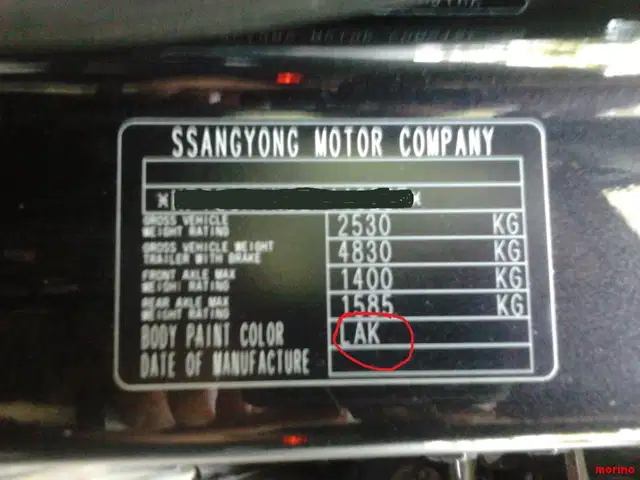 SSANGYONG MOTOR COMPANY
GROSS VEHICLE
WEIGHT RATING
2530 KG
GROSS VEHICLE WEIGHT
TRAILER WITH BRAKE
4830 KG
FRONT AXLE MAX
WEIGHT RATING
1400 KG
REAR AXLE MAX
WEIGHT RATING
1585 KG
BODY PAINT COLOR LAK
DATE OF MANUFACTURE
morino